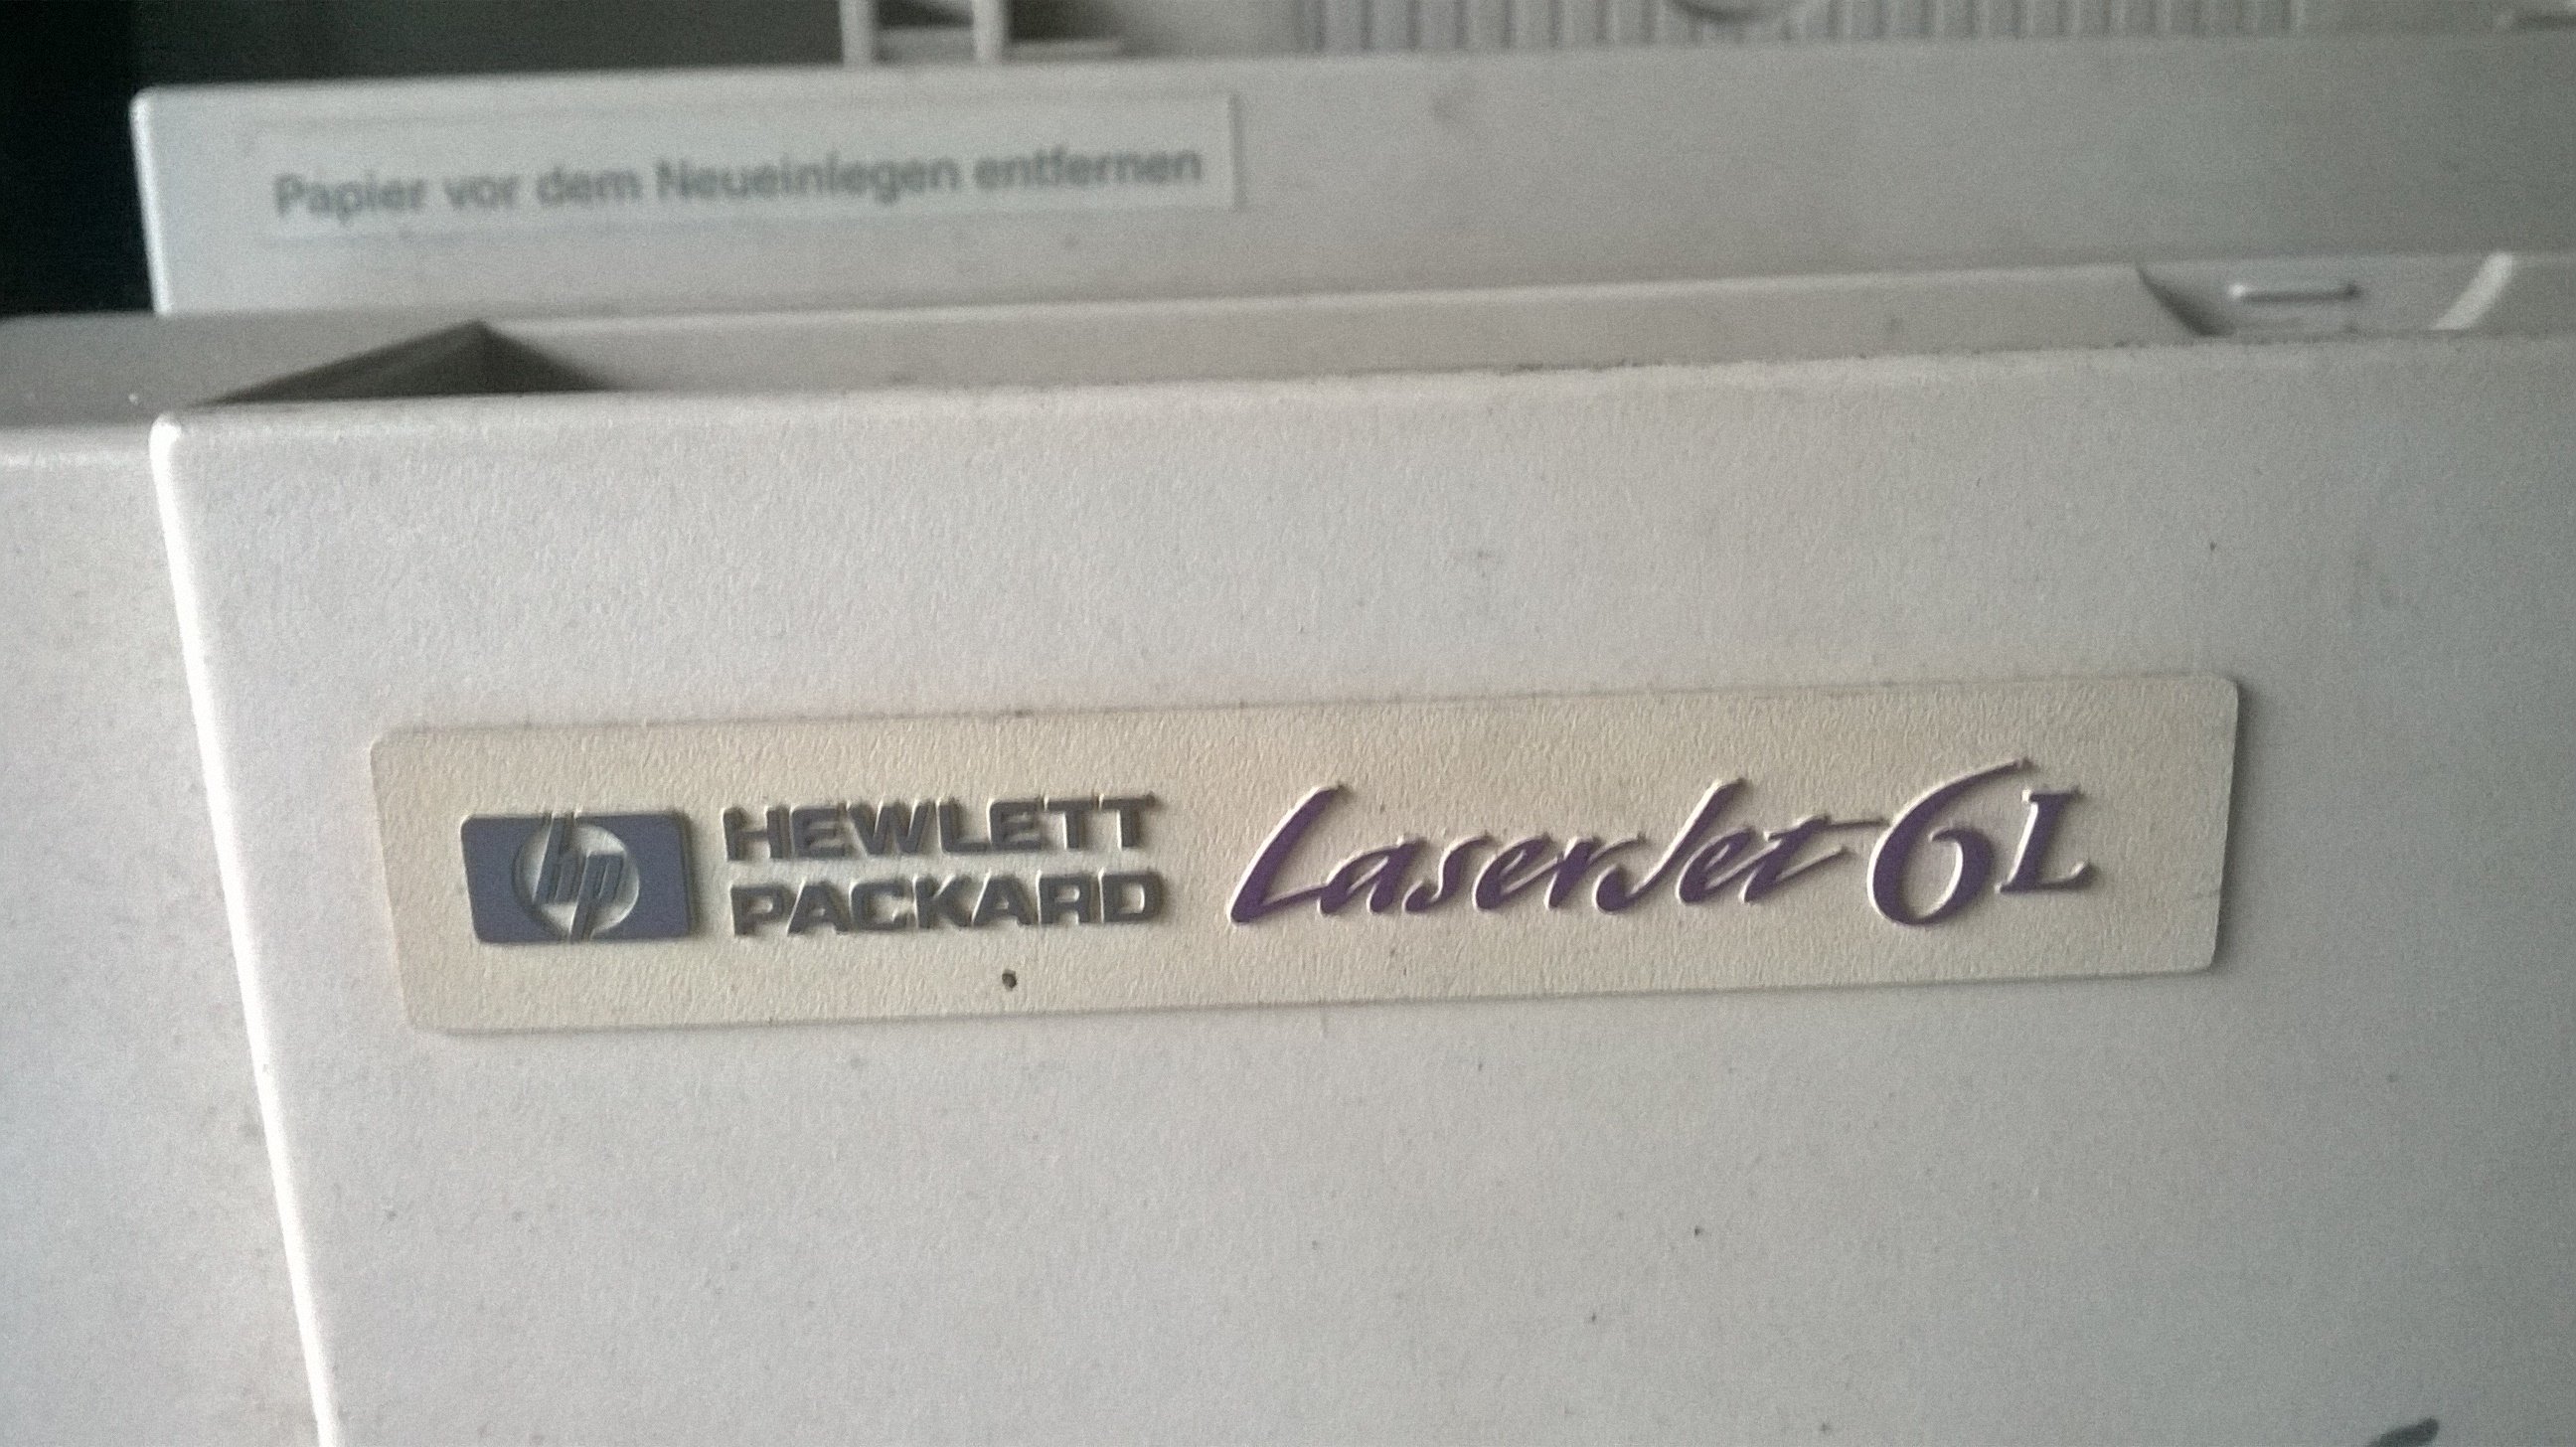 Papier vor dem Neueinlegen entfernen
hp HEWLETT
PACKARD
LaserJet 6L